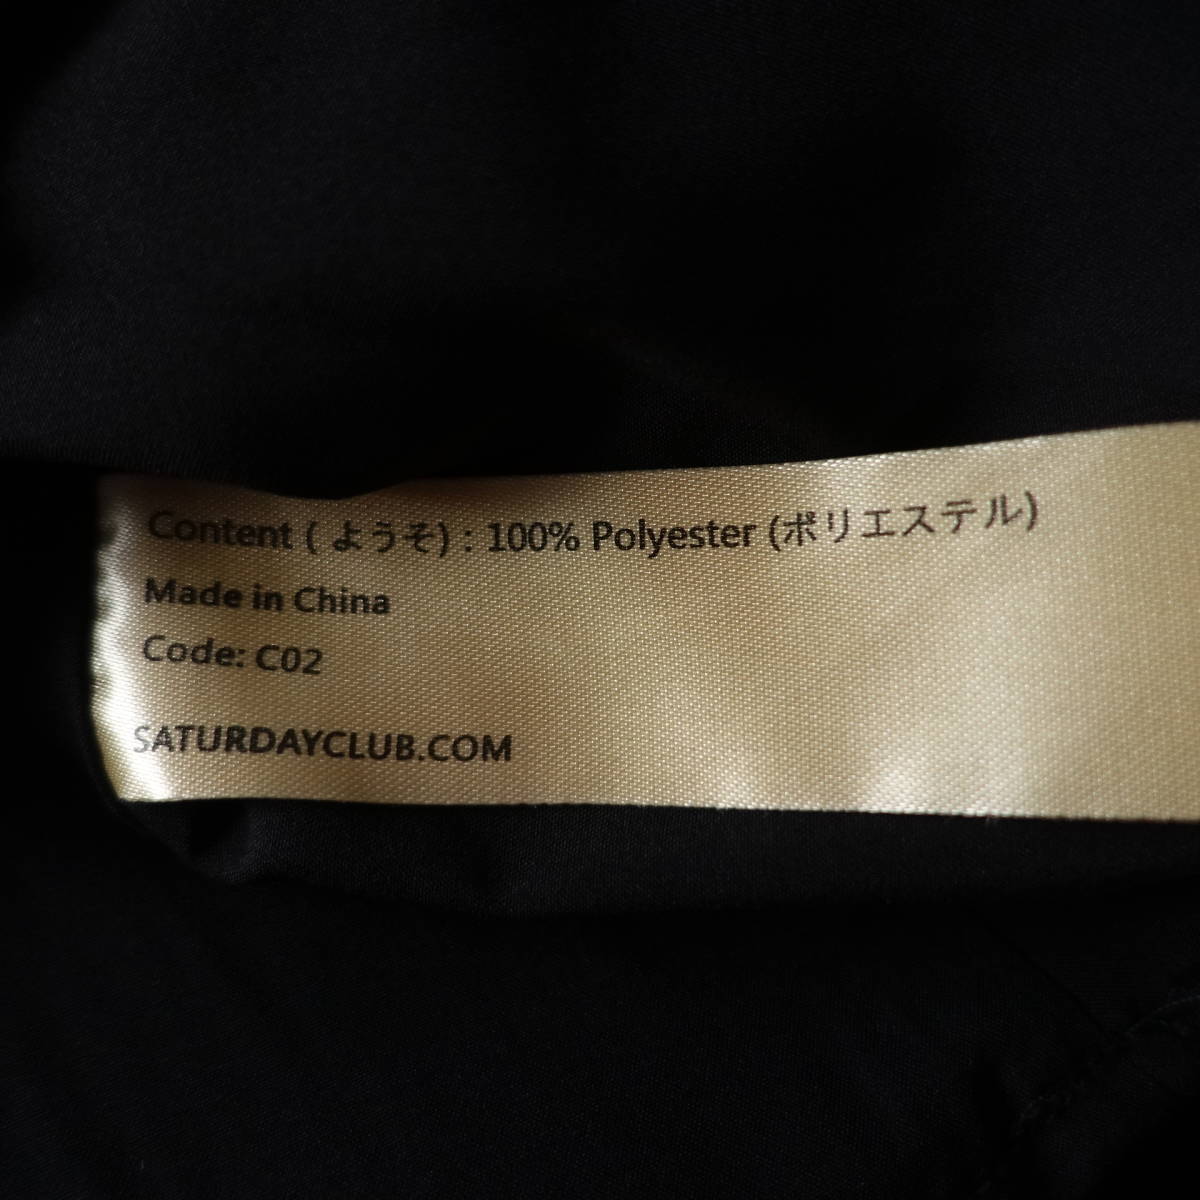 Content ( ようそ) : 100% Polyester (ポリエステル)
Made in China
Code: C02
SATURDAYCLUB.COM